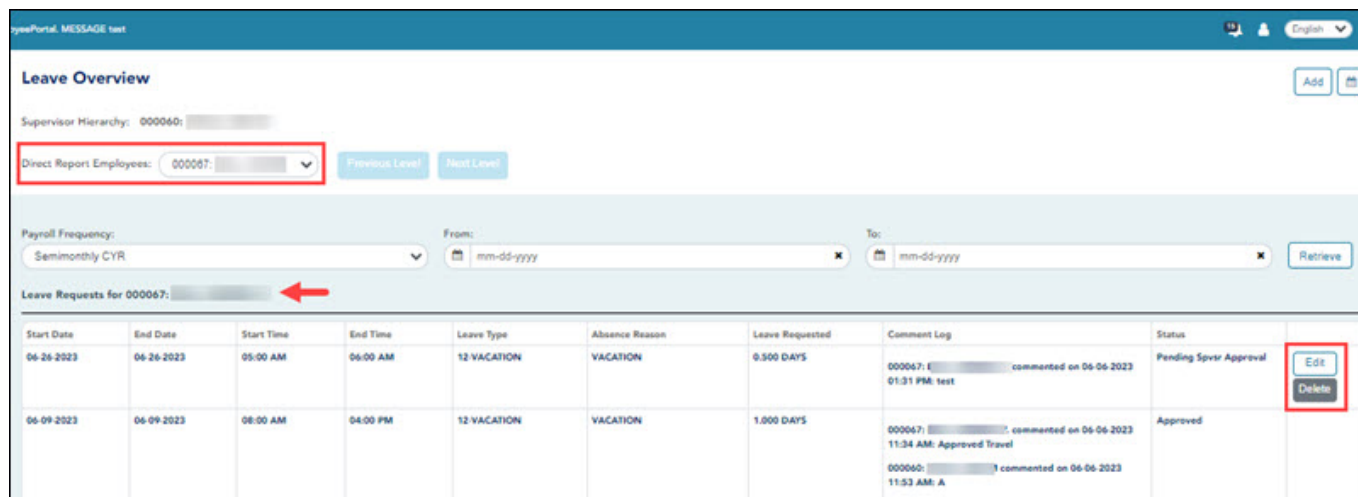 yeePortal. MESSAGE test
15
English
Leave Overview
Add
Supervisor Hierarchy: 000060:
Direct Report Employees: 000067:
Previous Level Next Level
Payroll Frequency: From: To:
Semimonthly CYR mm-dd-yyyy mm-dd-yyyy Retrieve
Leave Requests for 000067:
Start Date End Date Start Time End Time Leave Type Absence Reason Leave Requested Comment Log Status
06-26-2023 06-26-2023 05:00 AM 06:00 AM 12-VACATION VACATION 0.500 DAYS Pending Spvsr Approval
000067: commented on 06-06-2023
01:31 PM: test
Edit
Delete
06-09-2023 06-09-2023 08:00 AM 04:00 PM 12-VACATION VACATION 1.000 DAYS Approved
000067: commented on 06-06-2023
11:34 AM: Approved Travel
000060: commented on 06-06-2023
11:53 AM: A